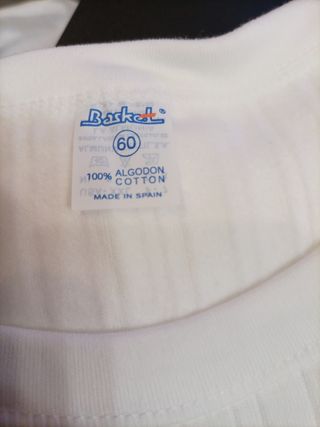 Basket®
60
100% ALGODON
COTTON
MADE IN SPAIN